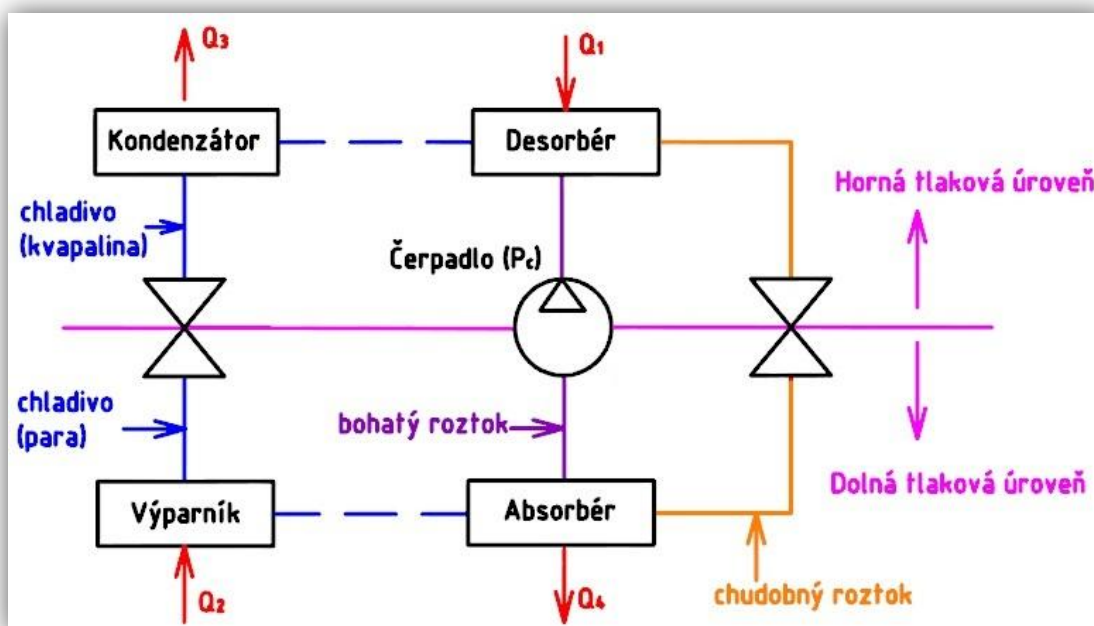 Q₃
Q₁
Kondenzátor
Desorbér
Horná tlaková úroveň
chladivo
(kvapalina)
Čerpadlo (Pc)
chladivo
(para)
bohatý roztok
Dolná tlaková úroveň
Výparník
Absorbér
Q₂
Q₄
chudobný roztok